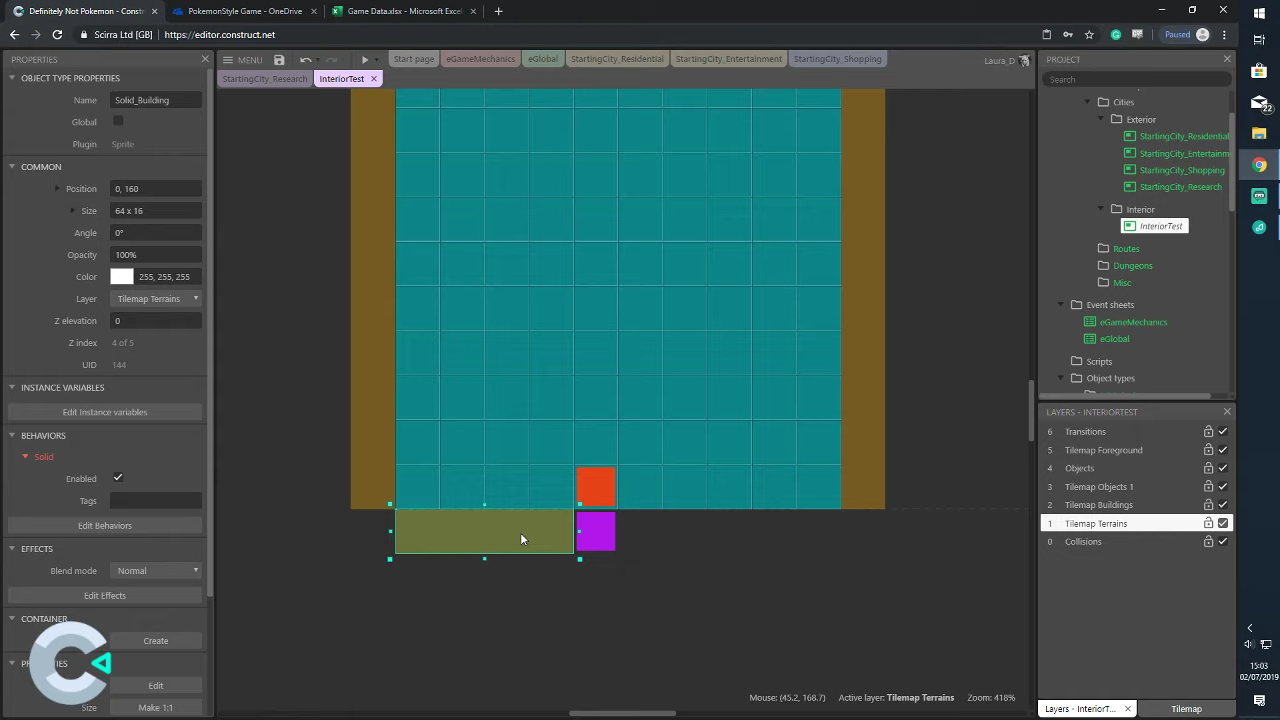 Definitely Not Pokemon - Constr
PokemonStyle Game - OneDrive
Game Data.xlsx - Microsoft Excel
Scirra Ltd [GB] | https://editor.construct.net
Paused
PROPERTIES
MENU
Start page
eGameMechanics
eGlobal
StartingCity_Residential
StartingCity_Entertainment
StartingCity_Shopping
Laura_D
PROJECT
StartingCity_Research
InteriorTest
OBJECT TYPE PROPERTIES
Name Solid_Building
Global
Plugin Sprite
COMMON
Position 0, 160
Size 64 x 16
Angle 0°
Opacity 100%
Color 255, 255, 255
Layer Tilemap Terrains
Z elevation 0
Z index 4 of 5
UID 144
INSTANCE VARIABLES
Edit Instance variables
BEHAVIORS
Solid
Enabled
Tags
Edit Behaviors
EFFECTS
Blend mode Normal
Edit Effects
CONTAINER
Create
Edit
Size Make 1:1
Mouse: (45.2, 168.7) Active layer: Tilemap Terrains Zoom: 418%
Search
Cities
Exterior
StartingCity_Residential
StartingCity_Entertainm
StartingCity_Shopping
StartingCity_Research
Interior
InteriorTest
Routes
Dungeons
Misc
Event sheets
eGameMechanics
eGlobal
Scripts
Object types
LAYERS - INTERIORTEST
6 Transitions
5 Tilemap Foreground
4 Objects
3 Tilemap Objects 1
2 Tilemap Buildings
1 Tilemap Terrains
0 Collisions
Layers - InteriorT...
Tilemap
22
15:03
02/07/2019